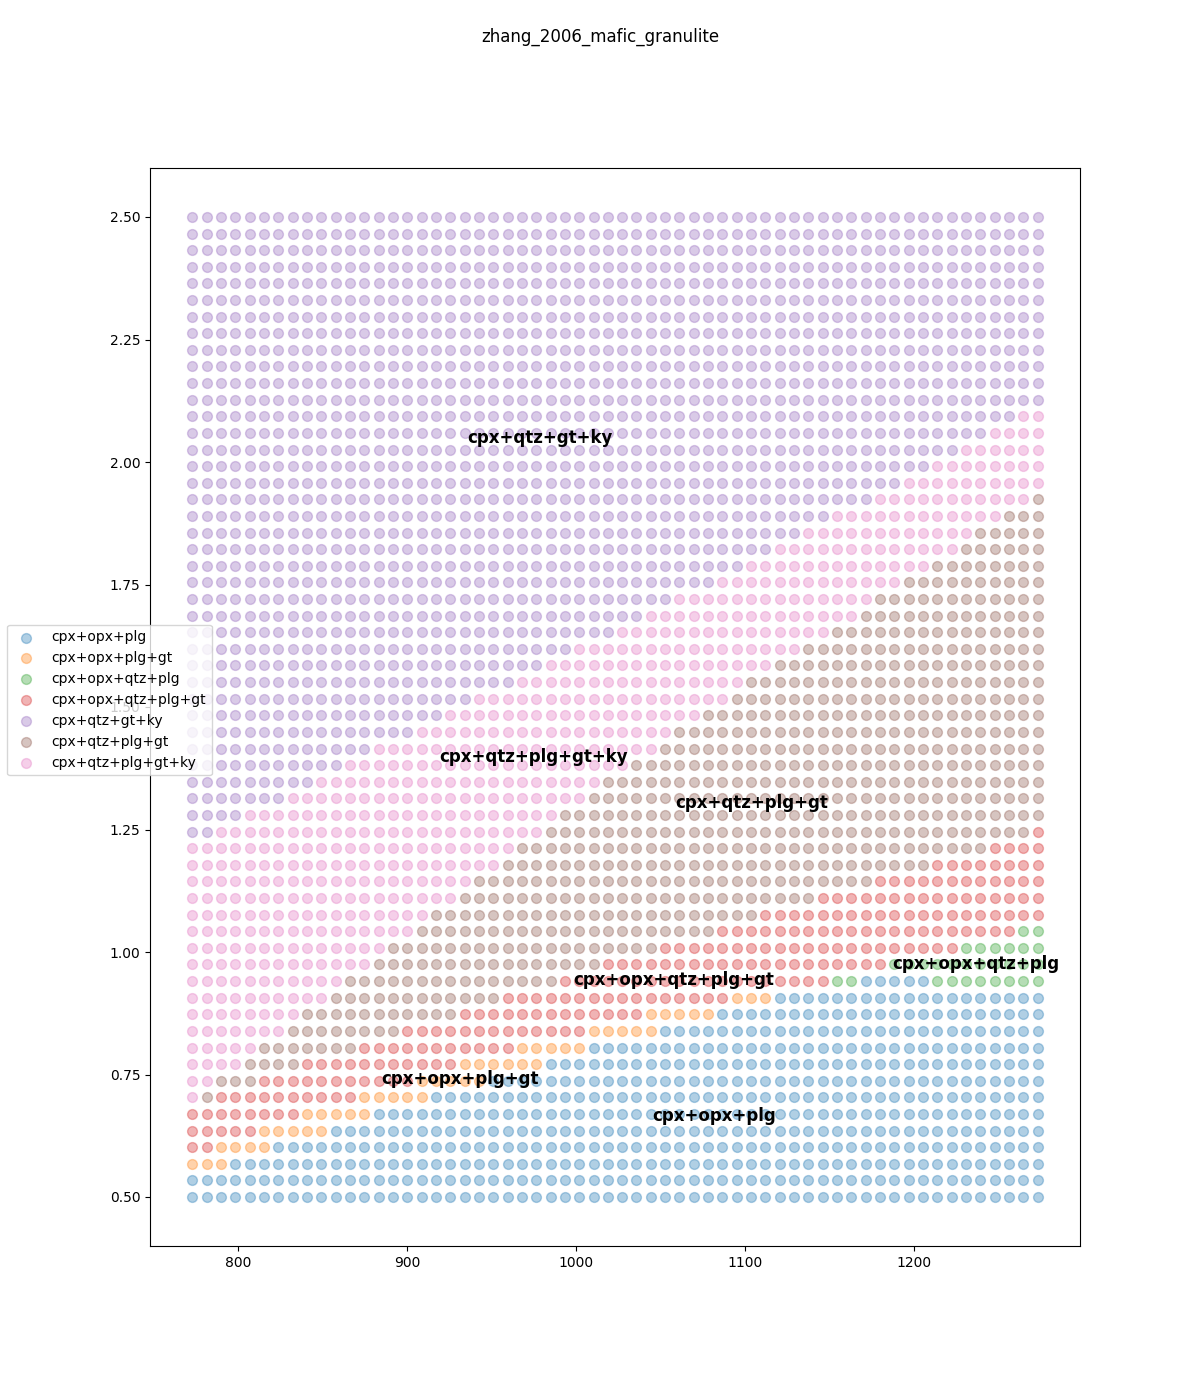 zhang_2006_mafic_granulite
2.50
2.25
2.00
1.75
1.50
1.25
1.00
0.75
0.50
cpx+qtz+gt+ky
cpx+qtz+plg+gt+ky
cpx+qtz+plg+gt
cpx+opx+qtz+plg
cpx+opx+qtz+plg+gt
cpx+opx+plg+gt
cpx+opx+plg
cpx+opx+plg
cpx+opx+plg+gt
cpx+opx+qtz+plg
cpx+opx+qtz+plg+gt
cpx+qtz+gt+ky
cpx+qtz+plg+gt
cpx+qtz+plg+gt+ky
800 900 1000 1100 1200